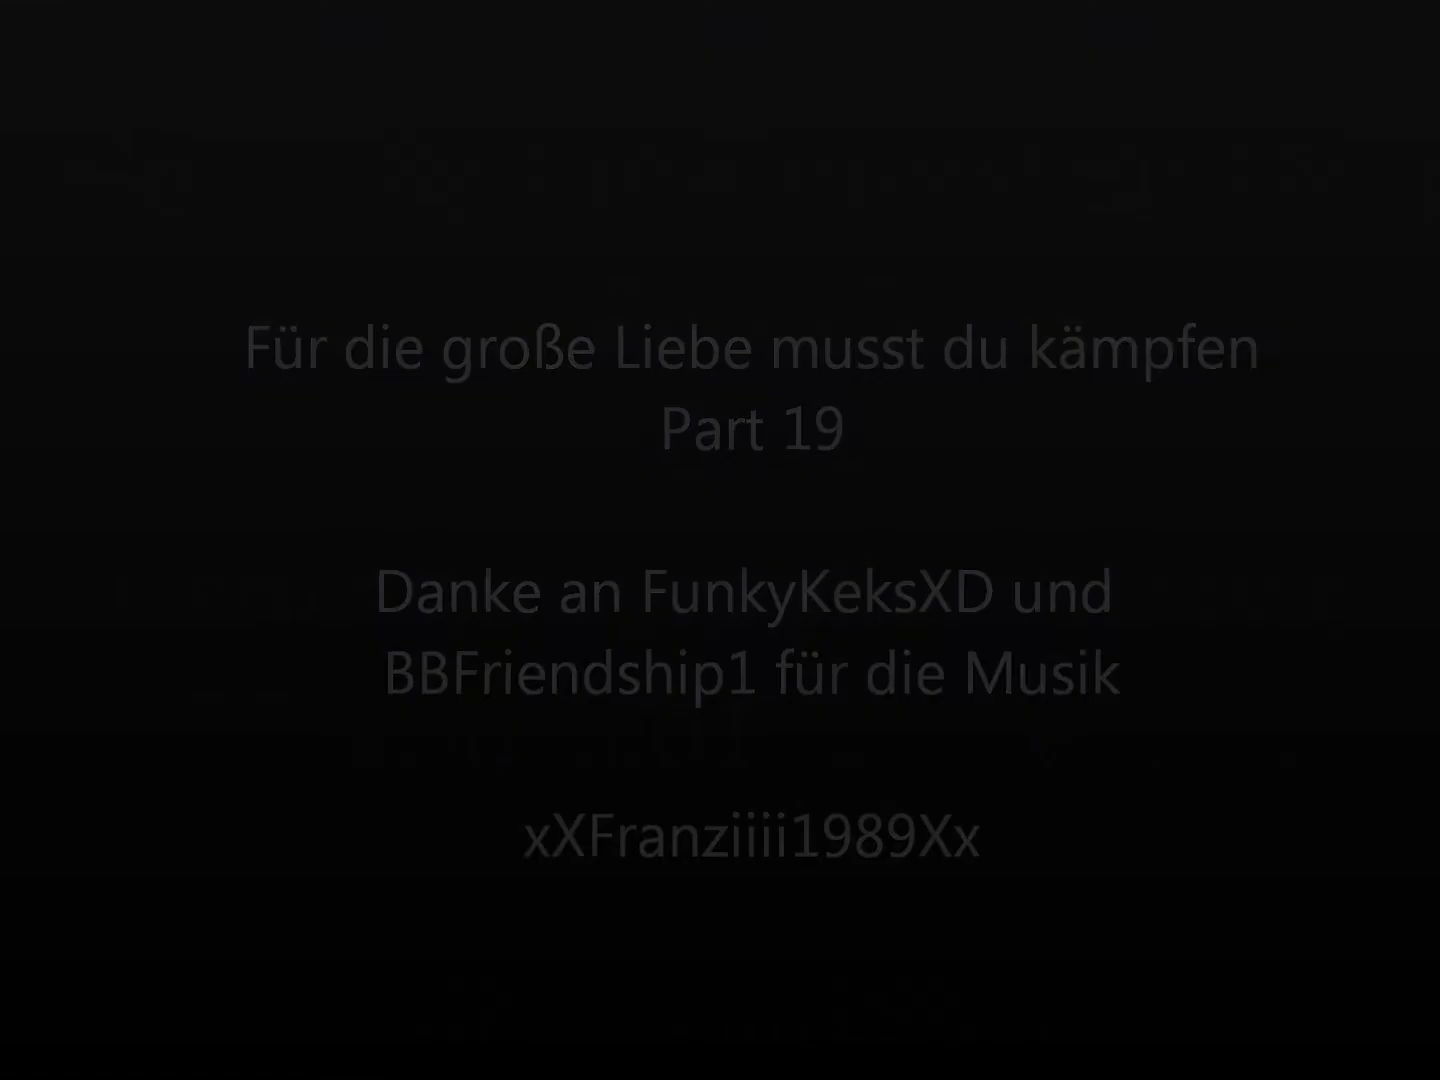 Für die große Liebe musst du kämpfen
Part 19
Danke an FunkyKeksXD und
BBFriendship1 für die Musik
xXFranziiii1989Xx